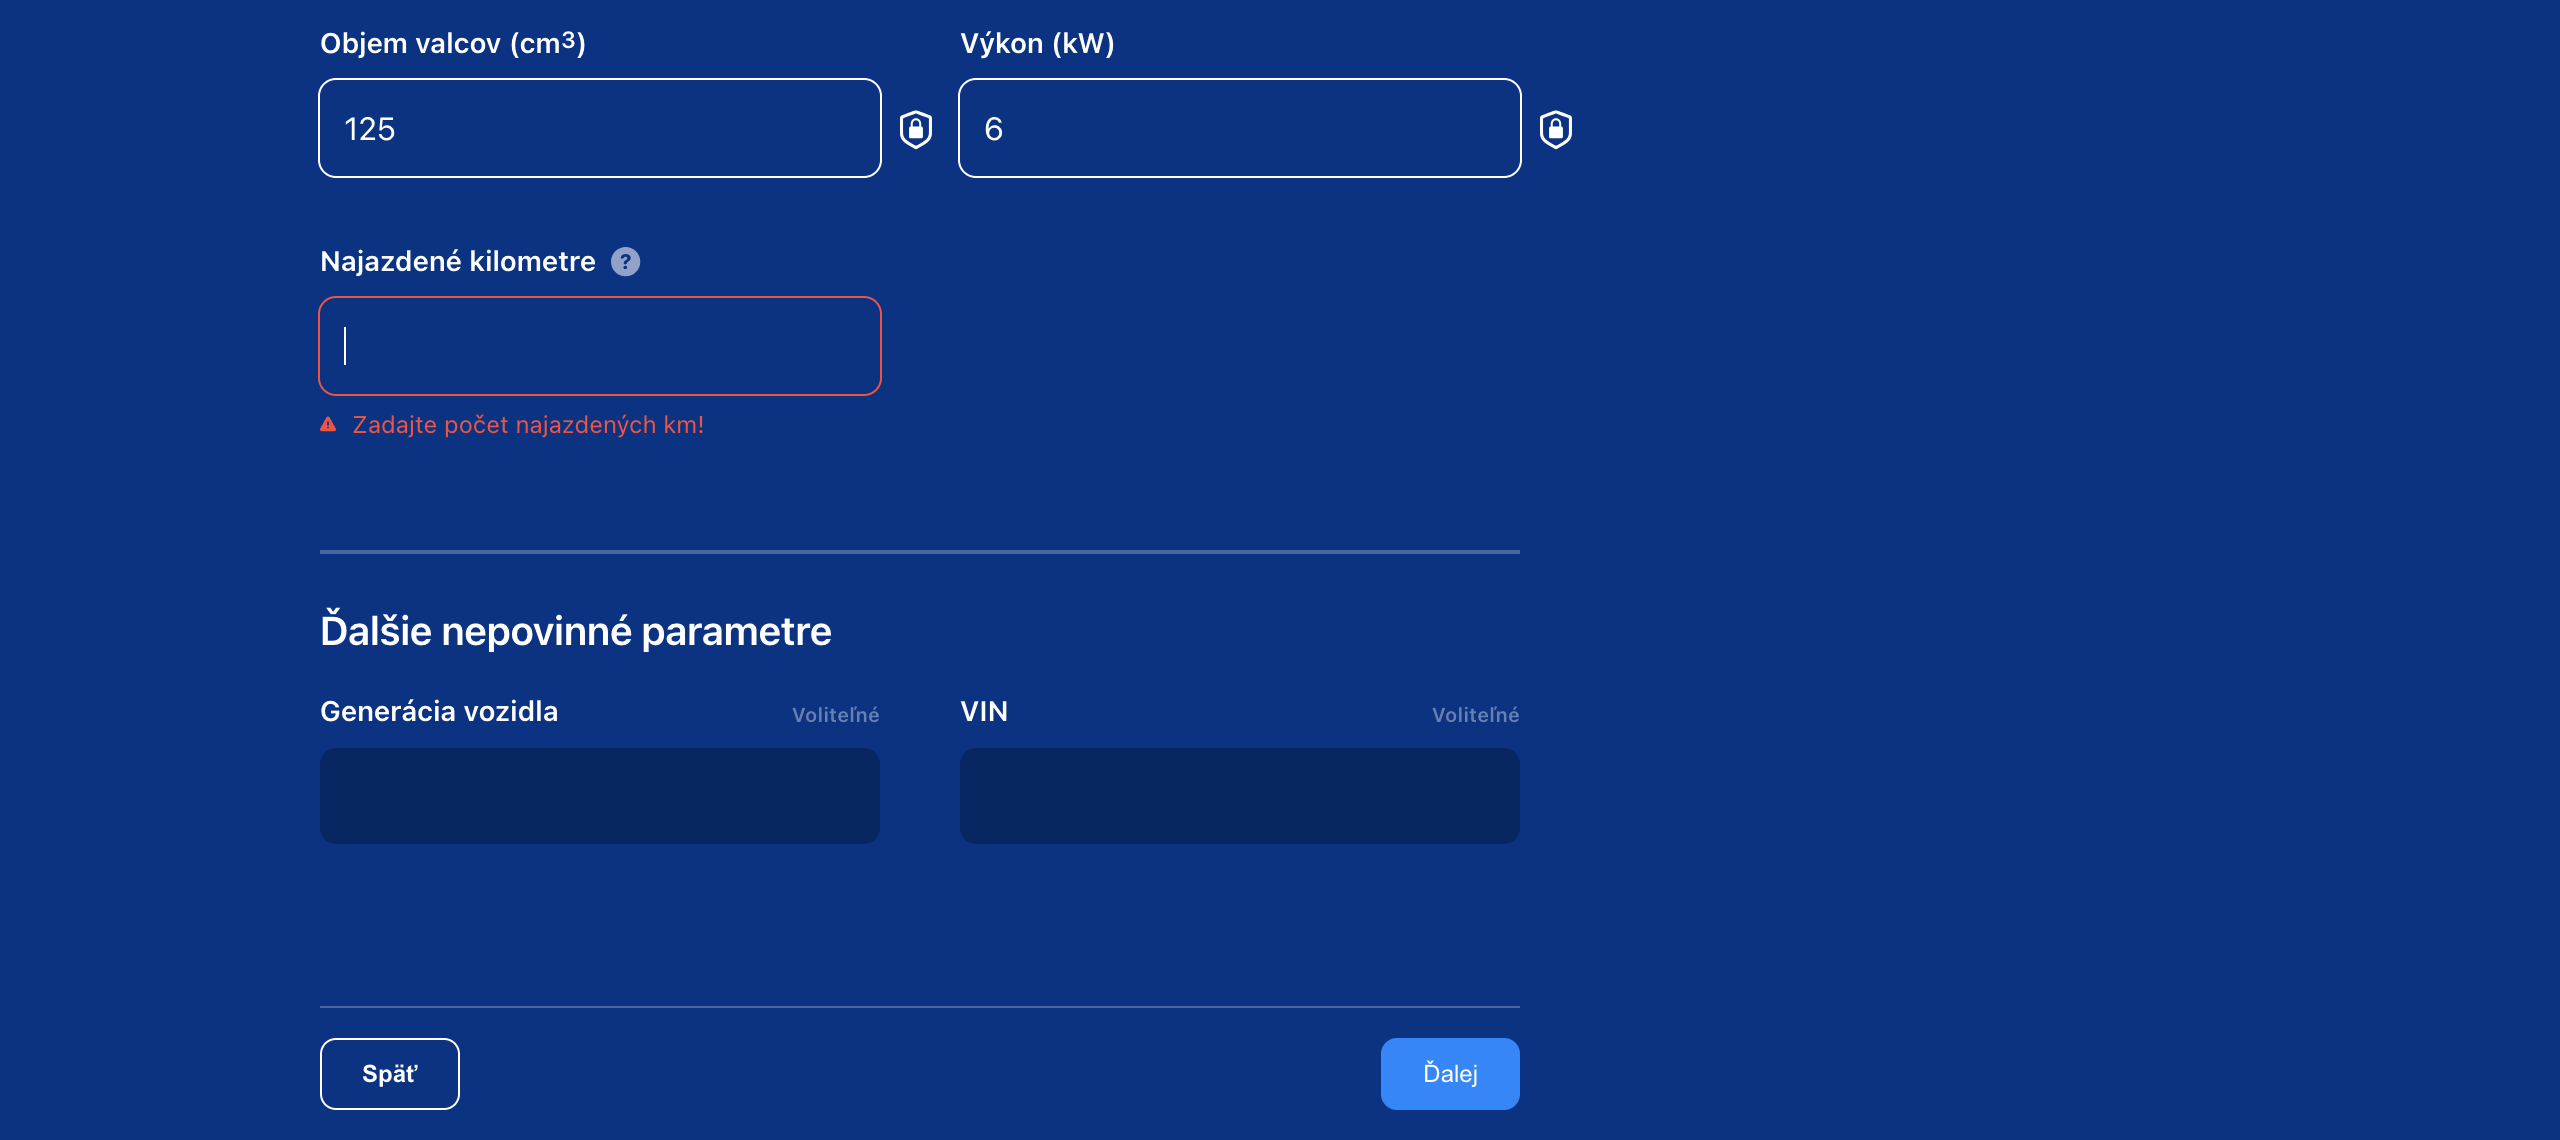 Objem valcov (cm³)
Výkon (kW)
125
6
Najazdené kilometre ?
Zadajte počet najazdených km!
Ďalšie nepovinné parametre
Generácia vozidla
Voliteľné
VIN
Voliteľné
Späť
Ďalej